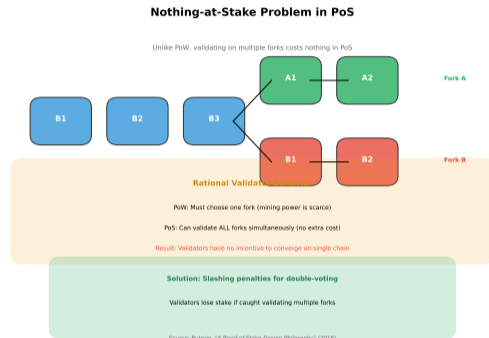 Nothing-at-Stake Problem in PoS
Unlike PoW, validating on multiple forks costs nothing in PoS
A1 A2 Fork A
B1 B2 B3
B1 B2 Fork B
Rational Validator
PoW: Must choose one fork (mining power is scarce)
PoS: Can validate ALL forks simultaneously (no extra cost)
Result: Validators have no incentive to converge on single chain
Solution: Slashing penalties for double-voting
Validators lose stake if caught validating multiple forks